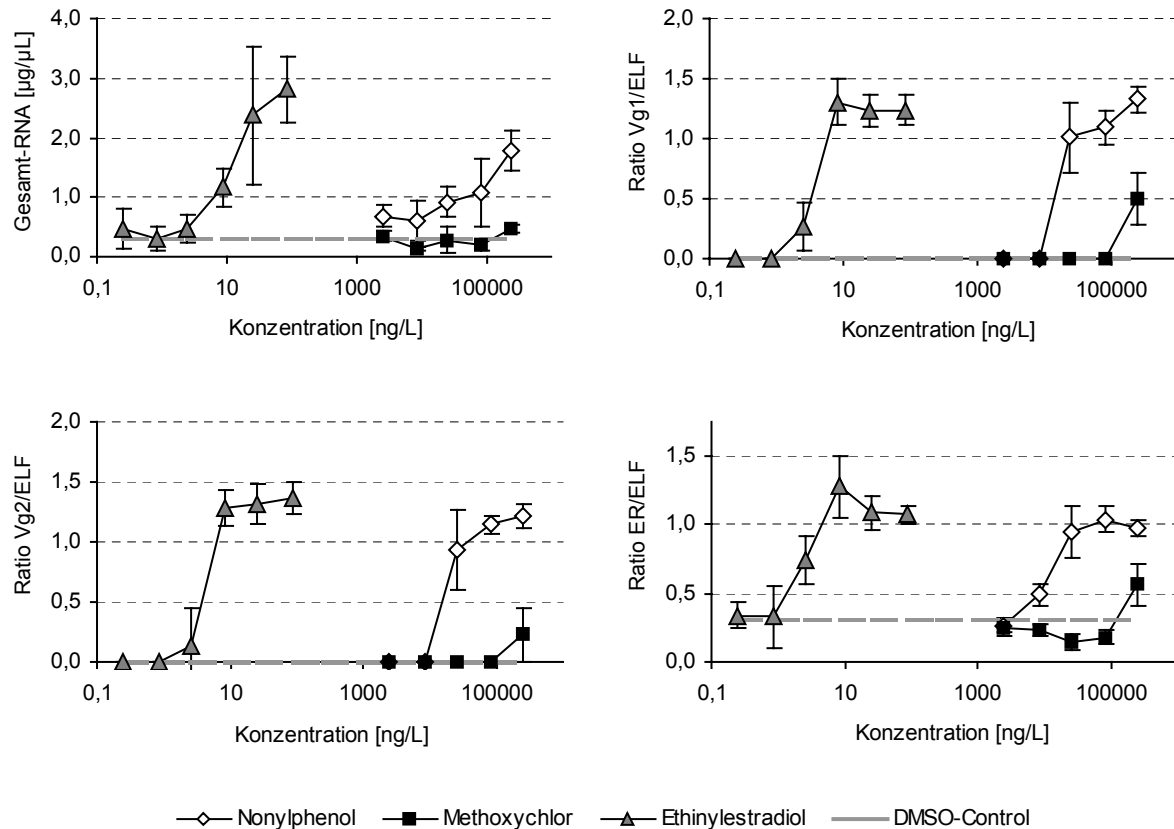 Gesamt-RNA [µg/µL]
4,0
3,0
2,0
1,0
0,0
0,1 10 1000 100000
Konzentration [ng/L]
Ratio Vg1/ELF
2,0
1,5
1,0
0,5
0,0
0,1 10 1000 100000
Konzentration [ng/L]
Ratio Vg2/ELF
2,0
1,5
1,0
0,5
0,0
0,1 10 1000 100000
Konzentration [ng/L]
Ratio ER/ELF
1,5
1,0
0,5
0,0
0,1 10 1000 100000
Konzentration [ng/L]
Nonylphenol Methoxychlor Ethinylestradiol DMSO-Control